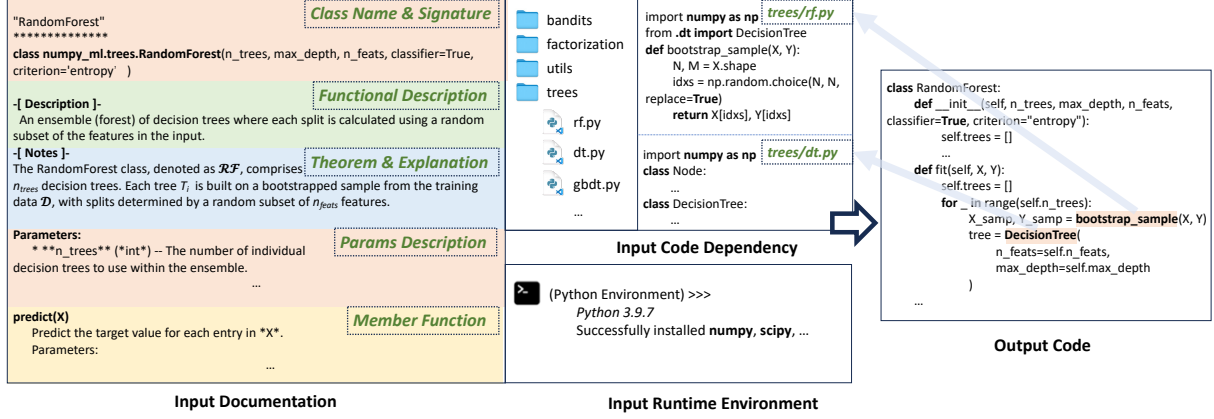 Class Name & Signature
"RandomForest"
**************
class numpy_ml.trees.RandomForest(n_trees, max_depth, n_feats, classifier=True,
criterion='entropy' )
Functional Description
-[ Description ]-
An ensemble (forest) of decision trees where each split is calculated using a random
subset of the features in the input.
-[ Notes ]-
Theorem & Explanation
The RandomForest class, denoted as 𝓡𝓕, comprises
n_trees decision trees. Each tree T_i is built on a bootstrapped sample from the training
data 𝓓, with splits determined by a random subset of n_feats features.
Parameters:
* **n_trees** (*int*) -- The number of individual
decision trees to use within the ensemble.
...
Params Description
predict(X)
Predict the target value for each entry in *X*.
Parameters:
...
Member Function
Input Documentation
bandits
factorization
utils
trees
rf.py
dt.py
gbdt.py
...
import numpy as np
trees/rf.py
from .dt import DecisionTree
def bootstrap_sample(X, Y):
N, M = X.shape
idxs = np.random.choice(N, N,
replace=True)
return X[idxs], Y[idxs]
import numpy as np
trees/dt.py
class Node:
...
class DecisionTree:
...
Input Code Dependency
(Python Environment) >>>
Python 3.9.7
Successfully installed numpy, scipy, ...
Input Runtime Environment
class RandomForest:
def __init__(self, n_trees, max_depth, n_feats,
classifier=True, criterion="entropy"):
self.trees = []
...
def fit(self, X, Y):
self.trees = []
for _ in range(self.n_trees):
X_samp, Y_samp = bootstrap_sample(X, Y)
tree = DecisionTree(
n_feats=self.n_feats,
max_depth=self.max_depth
)
...
Output Code